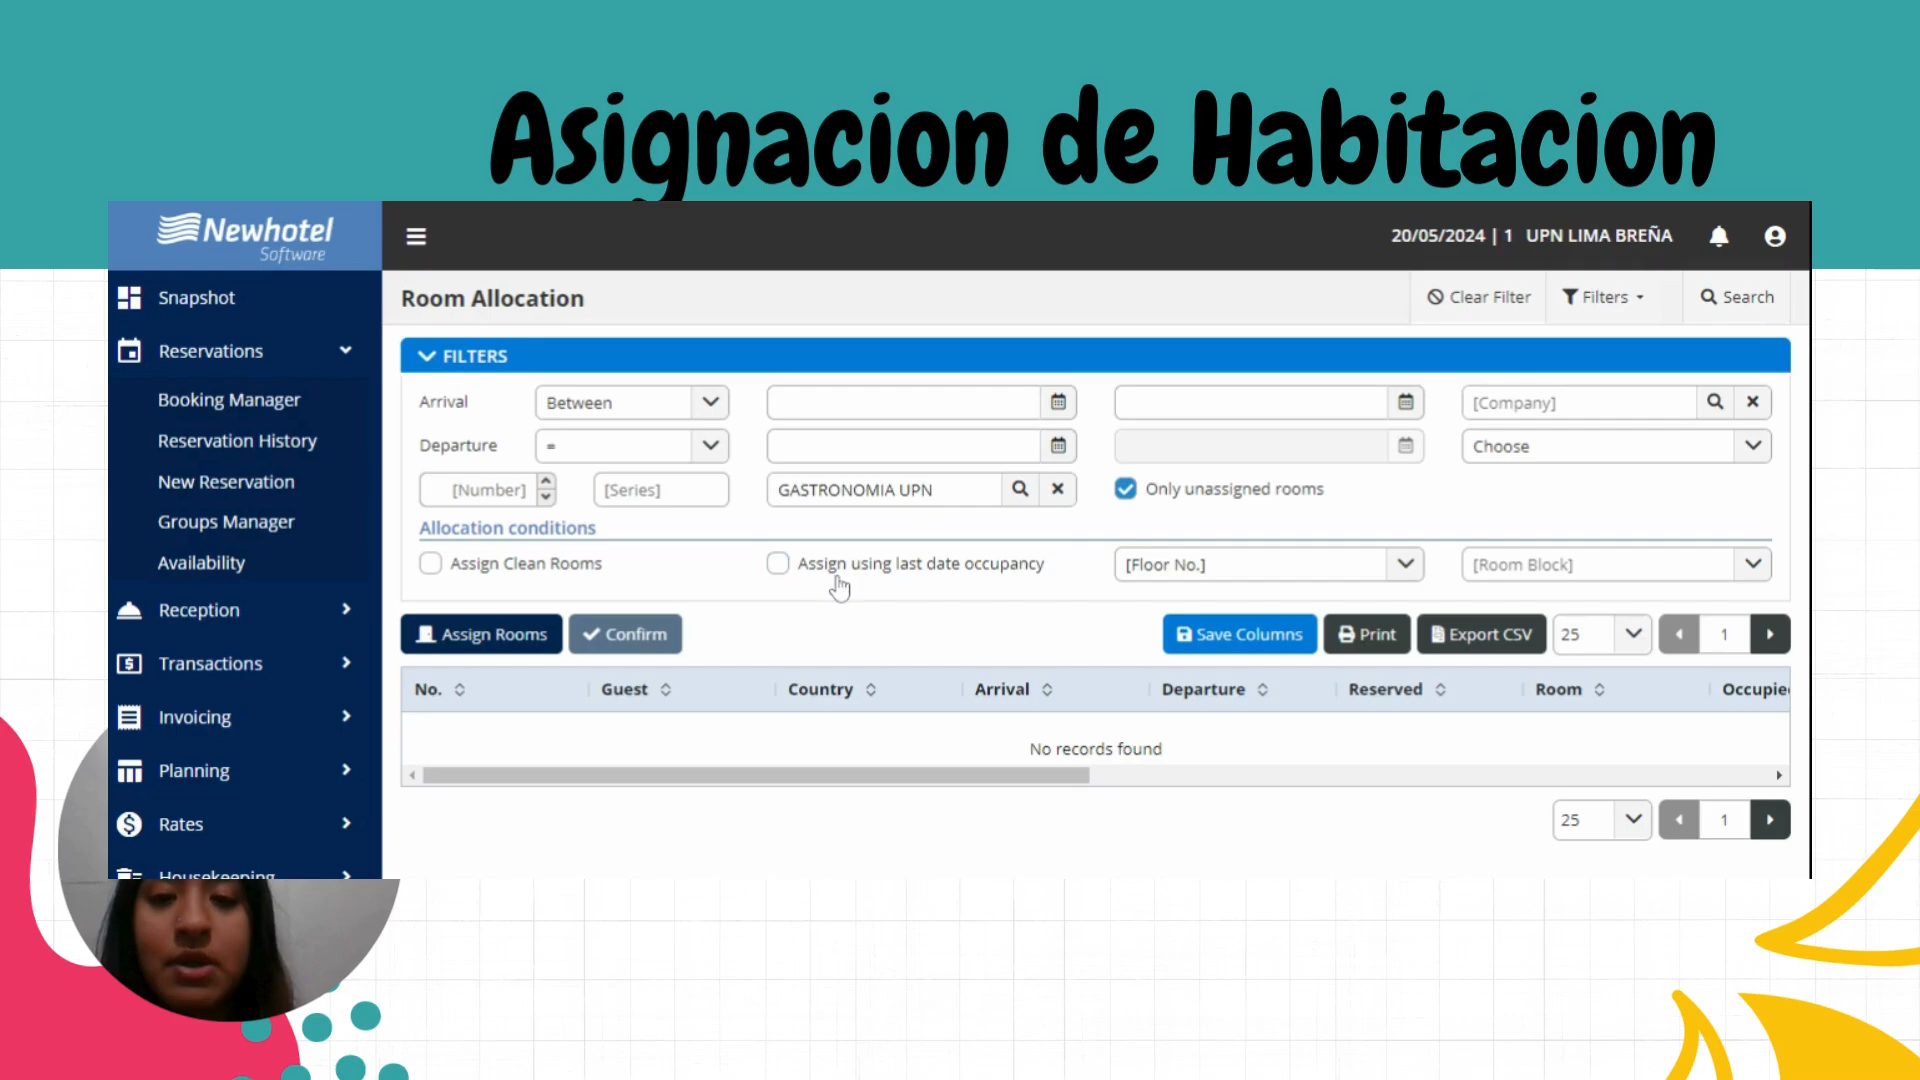 Asignacion de Habitacion
Newhotel
Software
20/05/2024 | 1 UPN LIMA BREÑA
Snapshot
Reservations
Booking Manager
Reservation History
New Reservation
Groups Manager
Availability
Reception
Transactions
Invoicing
Planning
Rates
Housekeeping
Room Allocation
Clear Filter
Filters
Search
FILTERS
Arrival Between [Company]
Departure = Choose
[Number] [Series] GASTRONOMIA UPN Only unassigned rooms
Allocation conditions
Assign Clean Rooms Assign using last date occupancy [Floor No.] [Room Block]
Assign Rooms Confirm Save Columns Print Export CSV 25 1
No. Guest Country Arrival Departure Reserved Room Occupie
No records found
25 1